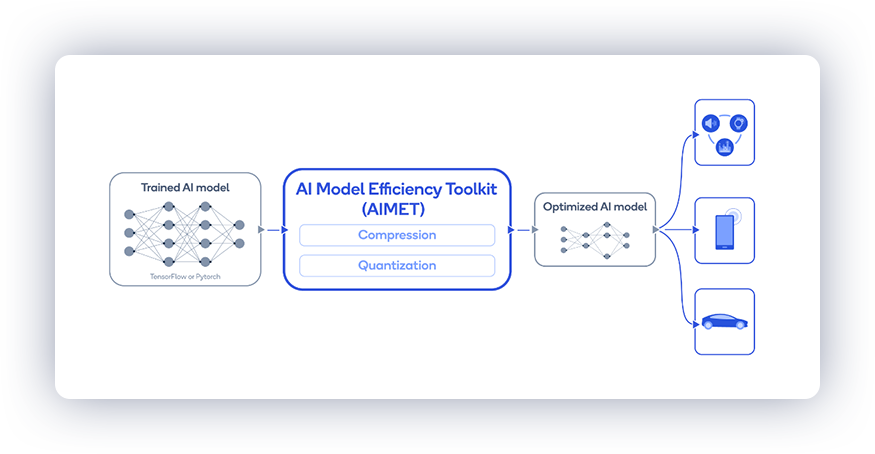 Trained AI model
TensorFlow or Pytorch
AI Model Efficiency Toolkit
(AIMET)
Compression
Quantization
Optimized AI model